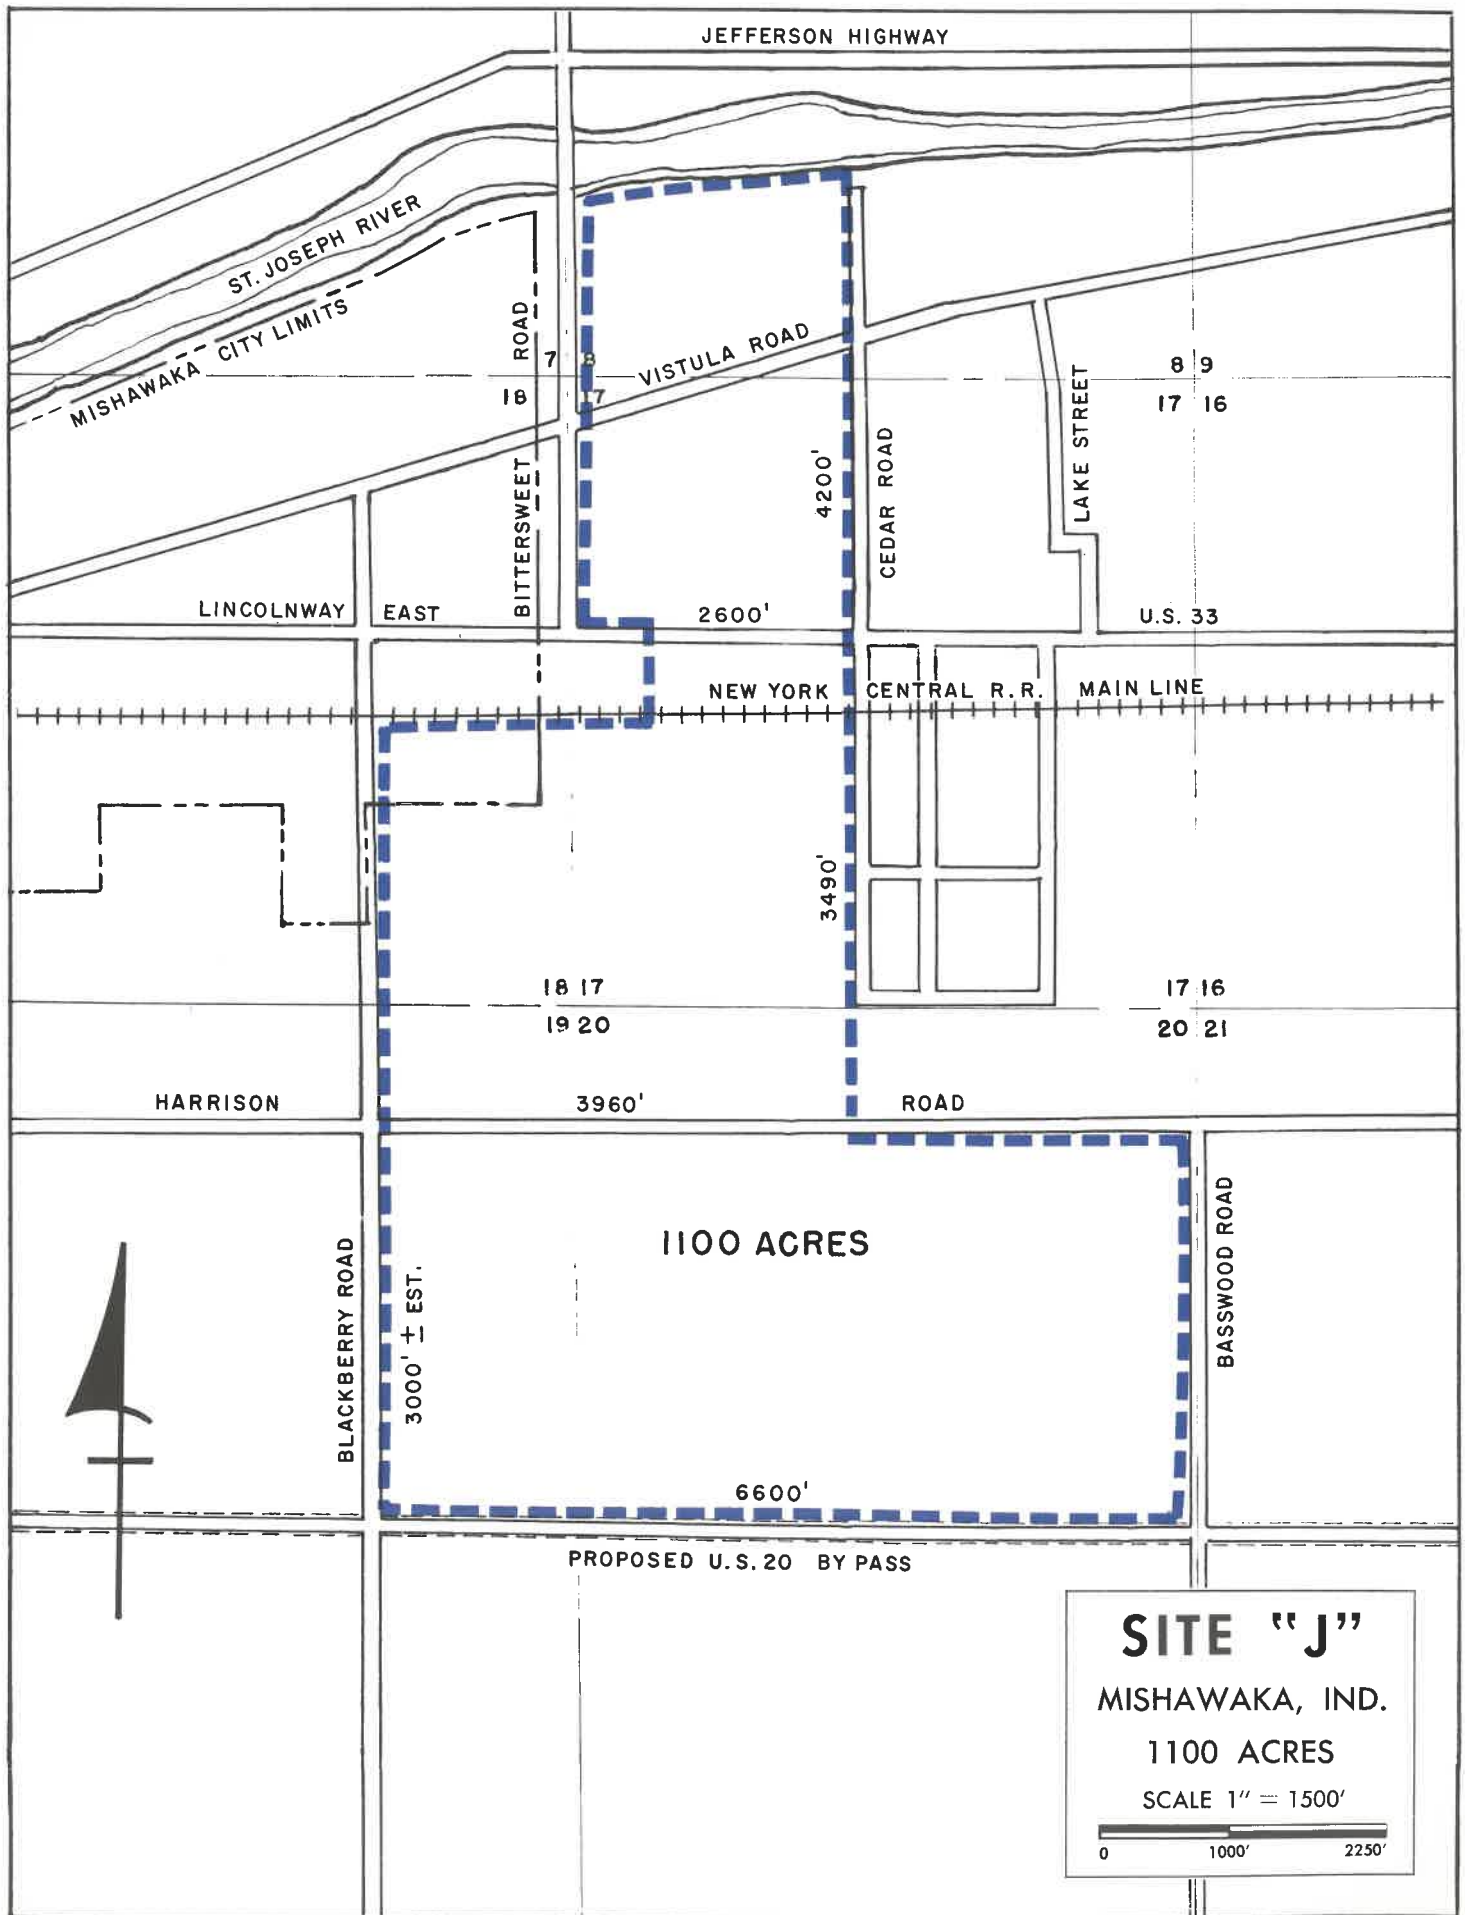 JEFFERSON HIGHWAY
ST. JOSEPH RIVER
MISHAWAKA CITY LIMITS
ROAD
BITTERSWEET
7 8
18 17
VISTULA ROAD
8 9
17 16
4200'
CEDAR ROAD
LAKE STREET
LINCOLNWAY EAST
2600'
U.S. 33
NEW YORK CENTRAL R.R. MAIN LINE
3490'
18 17
19 20
17 16
20 21
HARRISON
3960'
ROAD
1100 ACRES
BLACKBERRY ROAD
3000' ± EST.
BASSWOOD ROAD
6600'
PROPOSED U.S. 20 BY PASS
SITE "J"
MISHAWAKA, IND.
1100 ACRES
SCALE 1" = 1500'
0 1000' 2250'